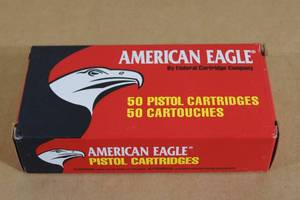 AMERICAN EAGLE®
By Federal Cartridge Company
50 PISTOL CARTRIDGES
50 CARTOUCHES
AMERICAN EAGLE®
PISTOL CARTRIDGES